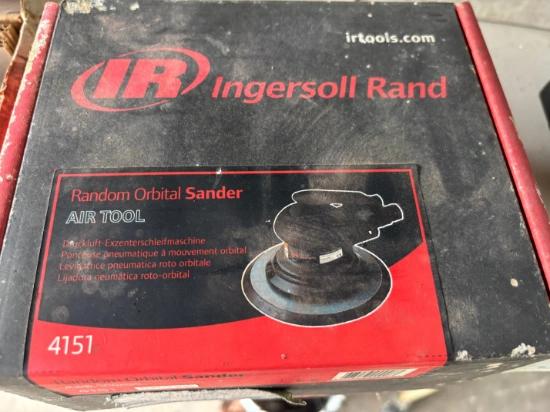 irtools.com
IR Ingersoll Rand
Random Orbital Sander
AIR TOOL
Druckluft-Exzenterschleifmaschine
Ponceuse pneumatique à mouvement orbital
Levigatrice pneumatica roto orbitale
Lijadora neumática roto-orbital
4151
Random Orbital Sander